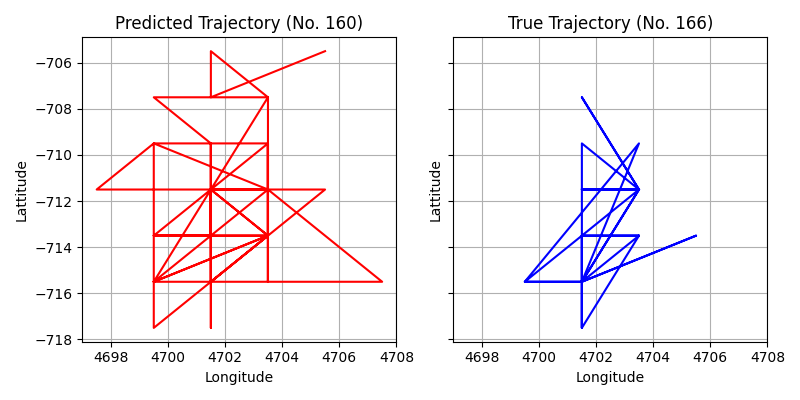 Predicted Trajectory (No. 160)
True Trajectory (No. 166)
−706
−708
−710
−712
−714
−716
−718
Lattitude
Lattitude
4698 4700 4702 4704 4706 4708
4698 4700 4702 4704 4706 4708
Longitude
Longitude